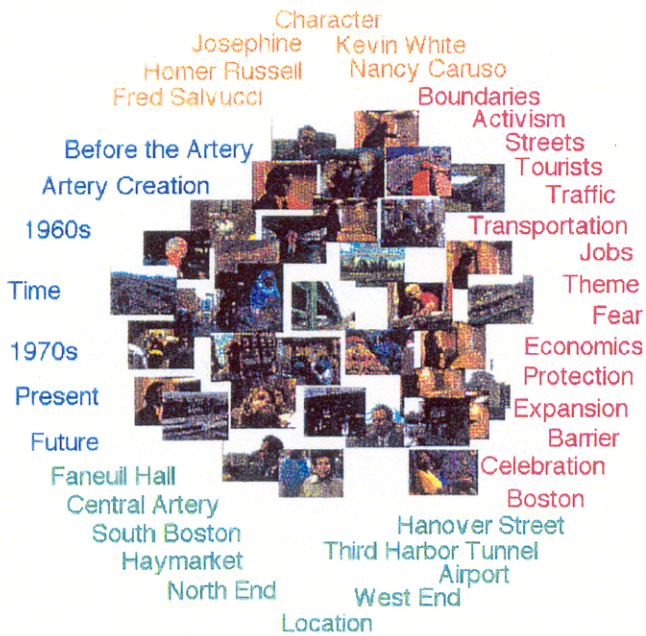 Character
Josephine
Kevin White
Homer Russell
Nancy Caruso
Fred Salvucci
Boundaries
Activism
Streets
Before the Artery
Tourists
Artery Creation
Traffic
1960s
Transportation
Jobs
Time
Theme
Fear
1970s
Economics
Protection
Present
Expansion
Future
Barrier
Celebration
Faneuil Hall
Boston
Central Artery
Hanover Street
South Boston
Third Harbor Tunnel
Haymarket
Airport
North End
West End
Location